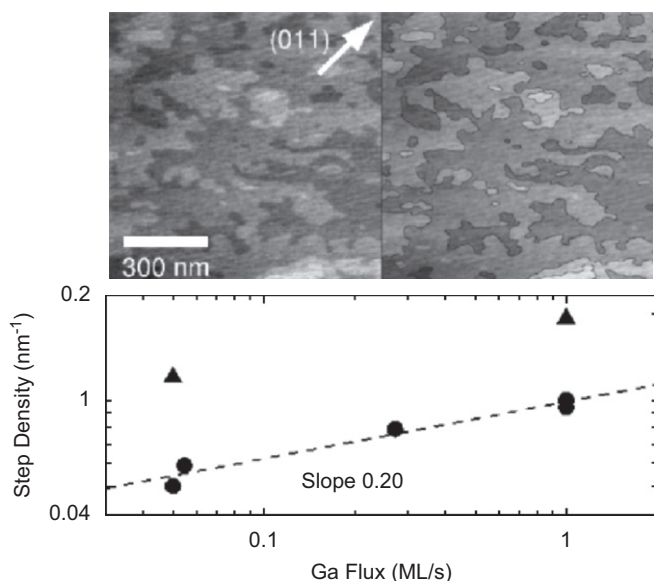 (011)
300 nm
0.2
1
0.04
Step Density (nm⁻¹)
Slope 0.20
0.1
1
Ga Flux (ML/s)